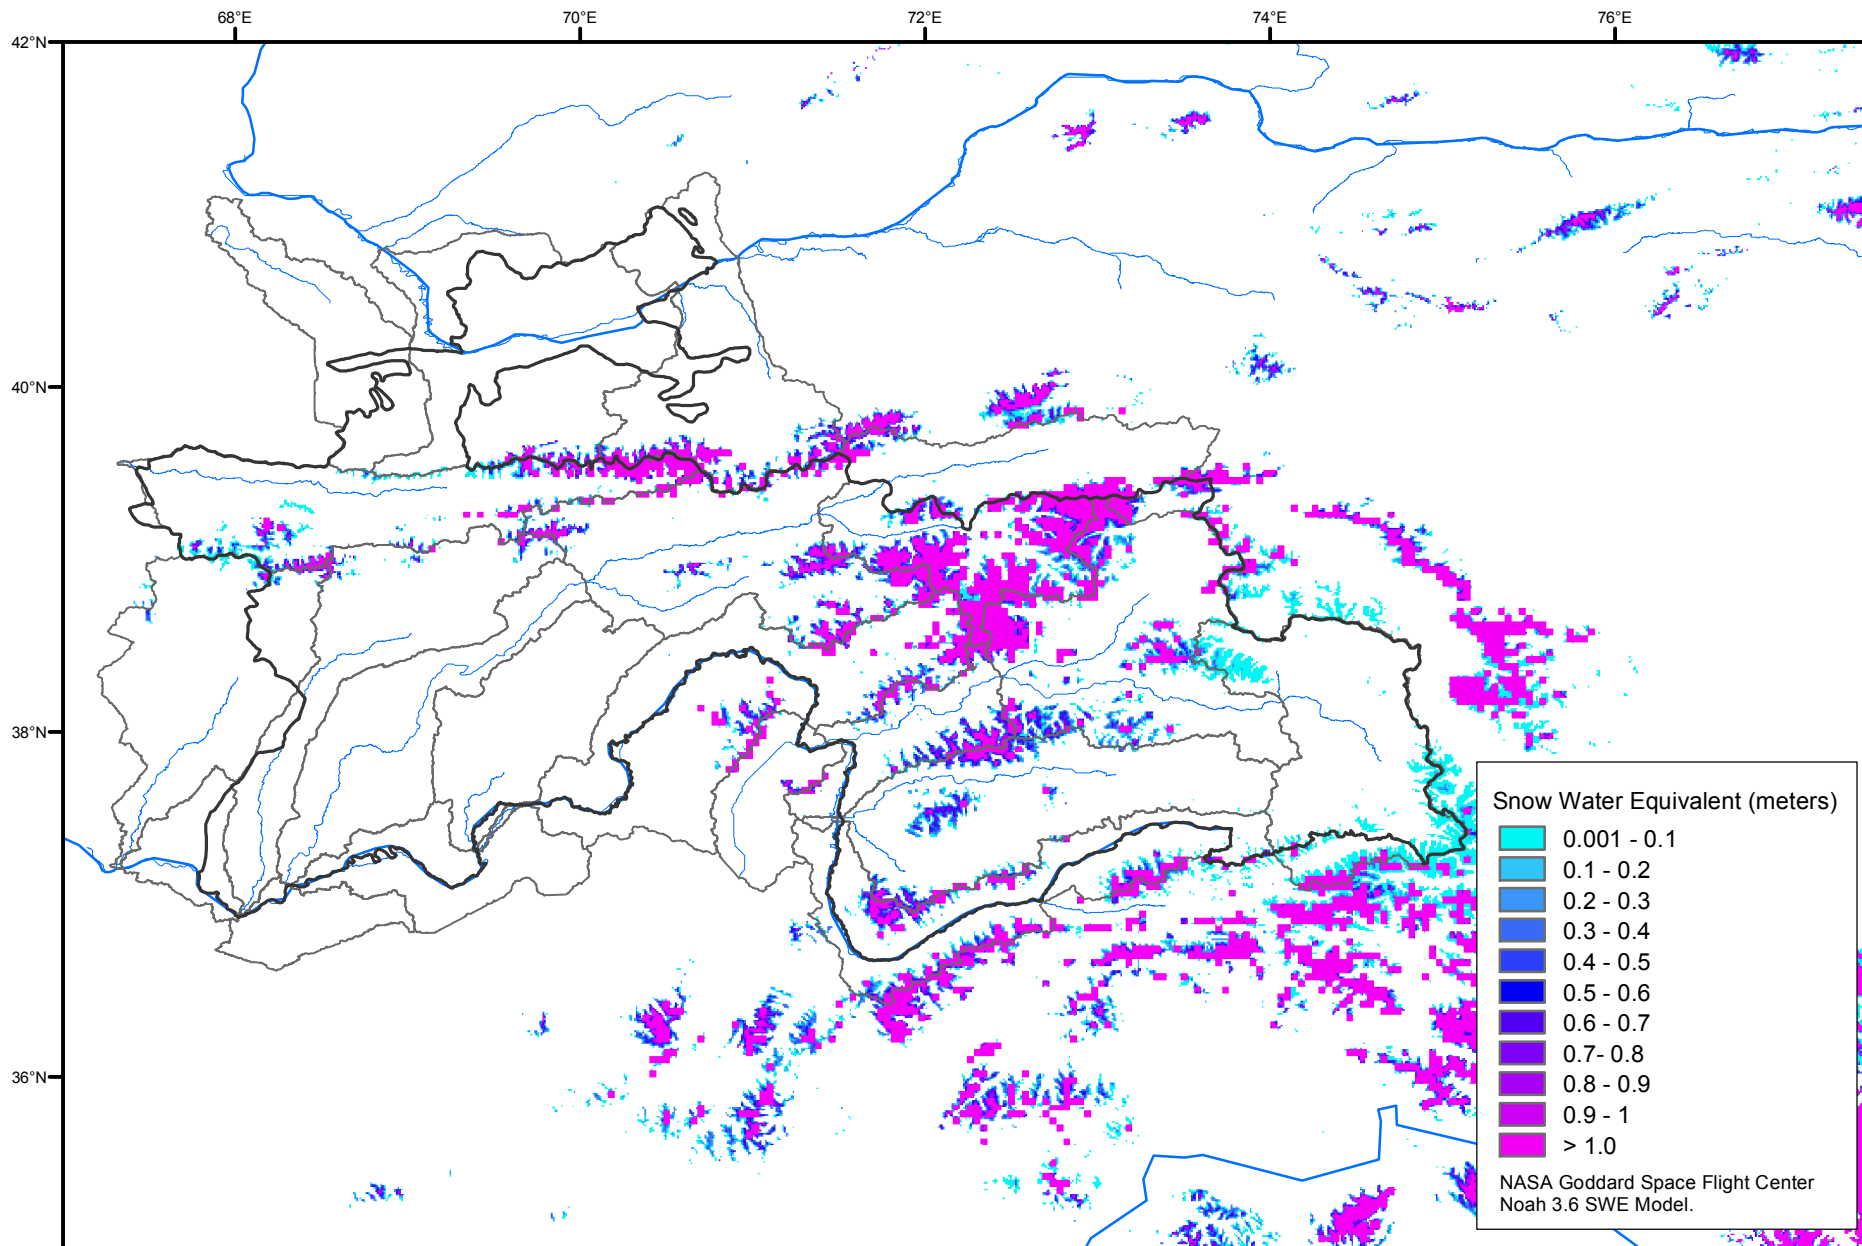 68°E
70°E
72°E
74°E
76°E
42°N
40°N
38°N
36°N
Snow Water Equivalent (meters)
0.001 - 0.1
0.1 - 0.2
0.2 - 0.3
0.3 - 0.4
0.4 - 0.5
0.5 - 0.6
0.6 - 0.7
0.7- 0.8
0.8 - 0.9
0.9 - 1
> 1.0
NASA Goddard Space Flight Center
Noah 3.6 SWE Model.